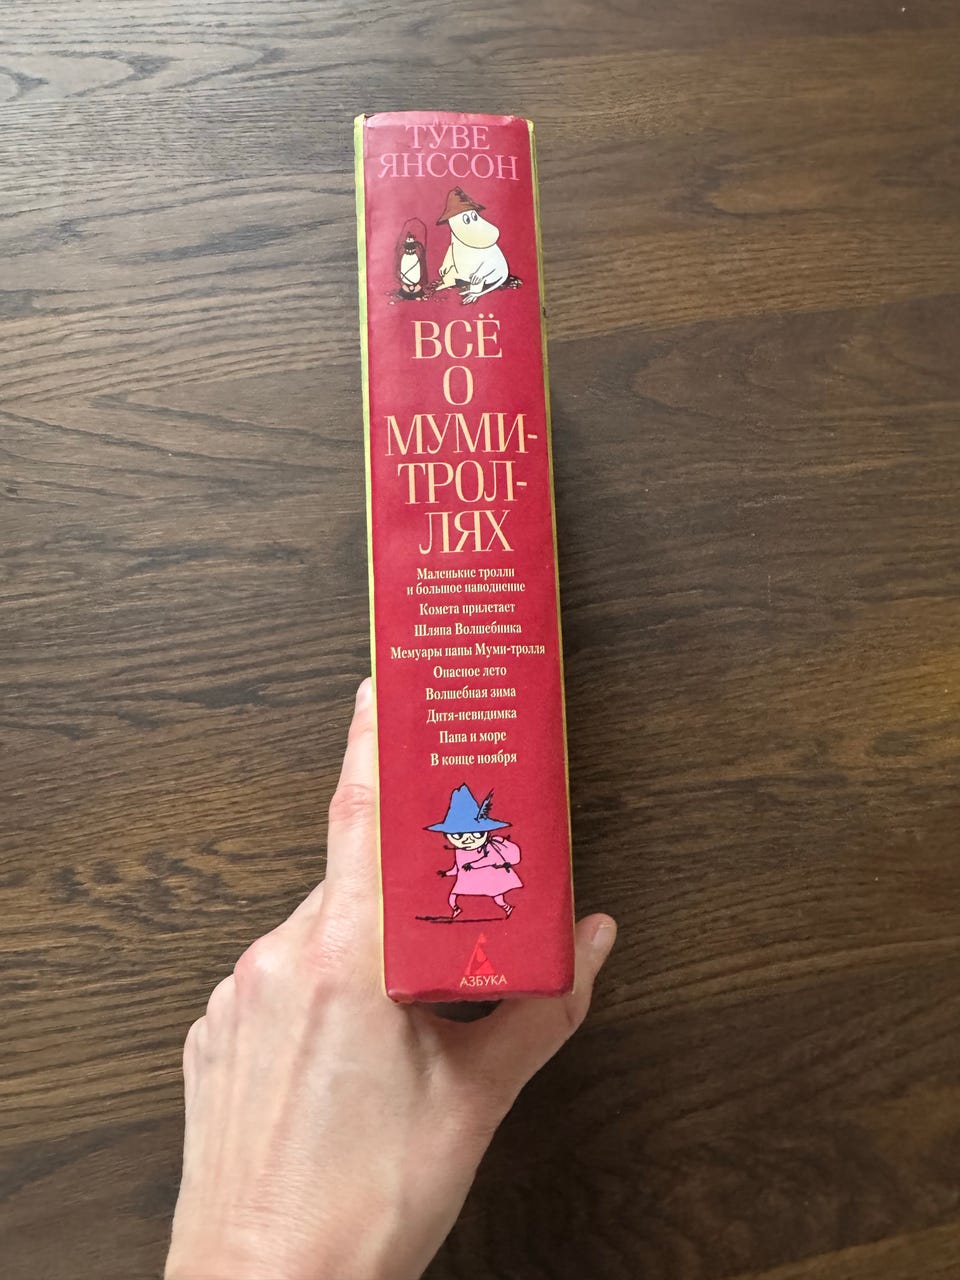 ТУВЕ
ЯНССОН
ВСЁ
О
МУМИ-
ТРОЛ-
ЛЯХ
Маленькие тролли
и большое наводнение
Комета прилетает
Шляпа Волшебника
Мемуары папы Муми-тролля
Опасное лето
Волшебная зима
Дитя-невидимка
Папа и море
В конце ноября
АЗБУКА